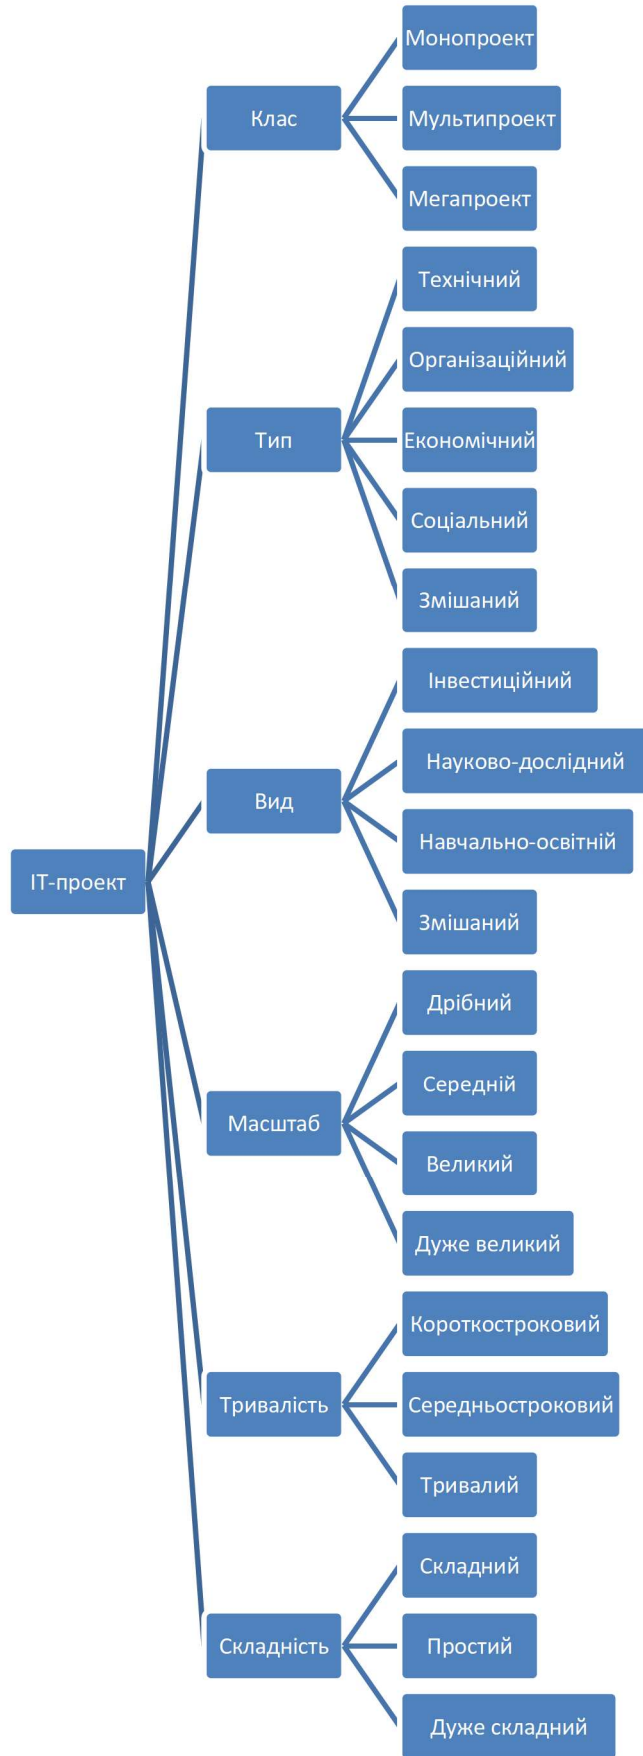 ІТ-проект
Клас
Монопроект
Мультипроект
Мегапроект
Тип
Технічний
Організаційний
Економічний
Соціальний
Змішаний
Вид
Інвестиційний
Науково-дослідний
Навчально-освітній
Змішаний
Масштаб
Дрібний
Середній
Великий
Дуже великий
Тривалість
Короткостроковий
Середньостроковий
Тривалий
Складність
Складний
Простий
Дуже складний